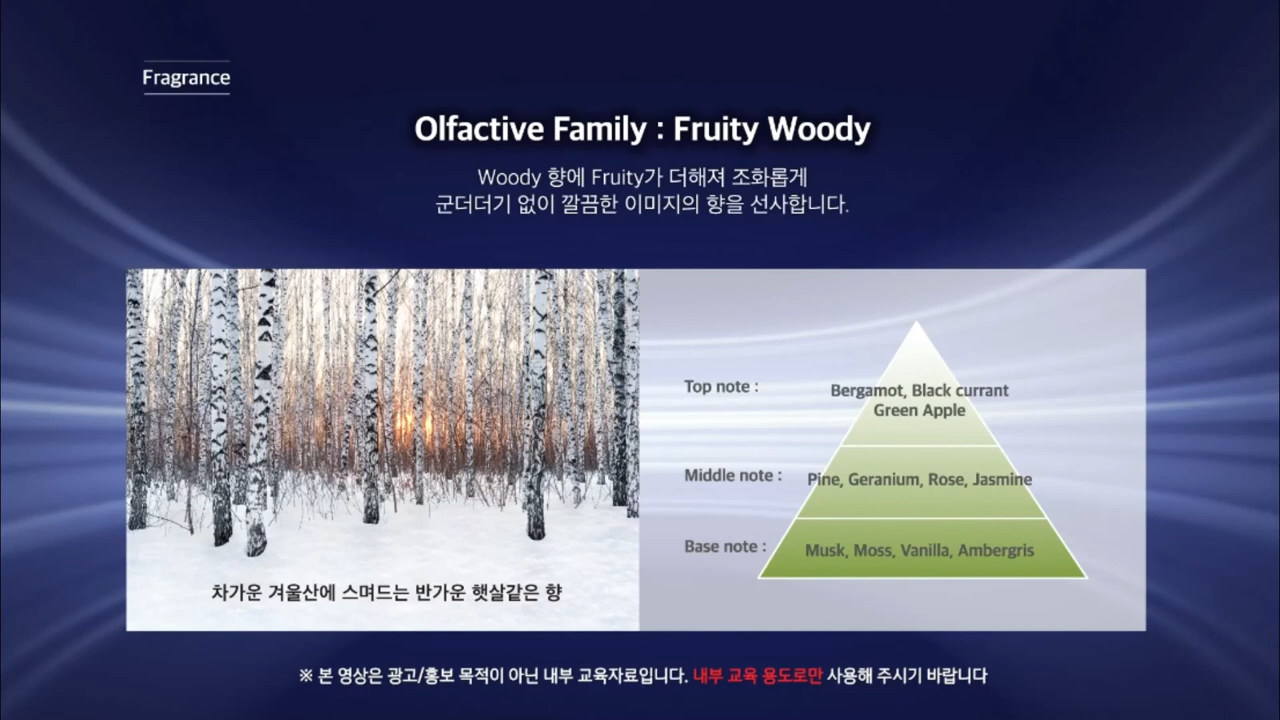 Fragrance
Olfactive Family : Fruity Woody
Woody 향에 Fruity가 더해져 조화롭게
군더더기 없이 깔끔한 이미지의 향을 선사합니다.
Top note :
Bergamot, Black currant
Green Apple
Middle note :
Pine, Geranium, Rose, Jasmine
Base note :
Musk, Moss, Vanilla, Ambergris
차가운 겨울산에 스며드는 반가운 햇살같은 향
※ 본 영상은 광고/홍보 목적이 아닌 내부 교육자료입니다. 내부 교육 용도로만 사용해 주시기 바랍니다